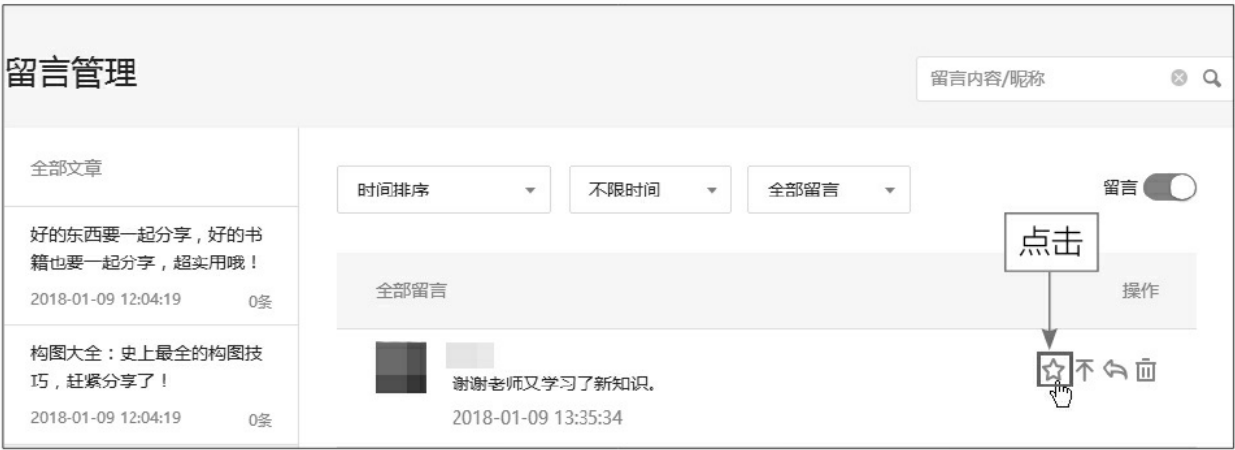 留言管理
留言内容/昵称
全部文章
时间排序
不限时间
全部留言
留言
好的东西要一起分享，好的书
籍也要一起分享，超实用哦！
2018-01-09 12:04:19
0条
点击
全部留言
操作
构图大全：史上最全的构图技
巧，赶紧分享了！
2018-01-09 12:04:19
0条
谢谢老师又学习了新知识。
2018-01-09 13:35:34